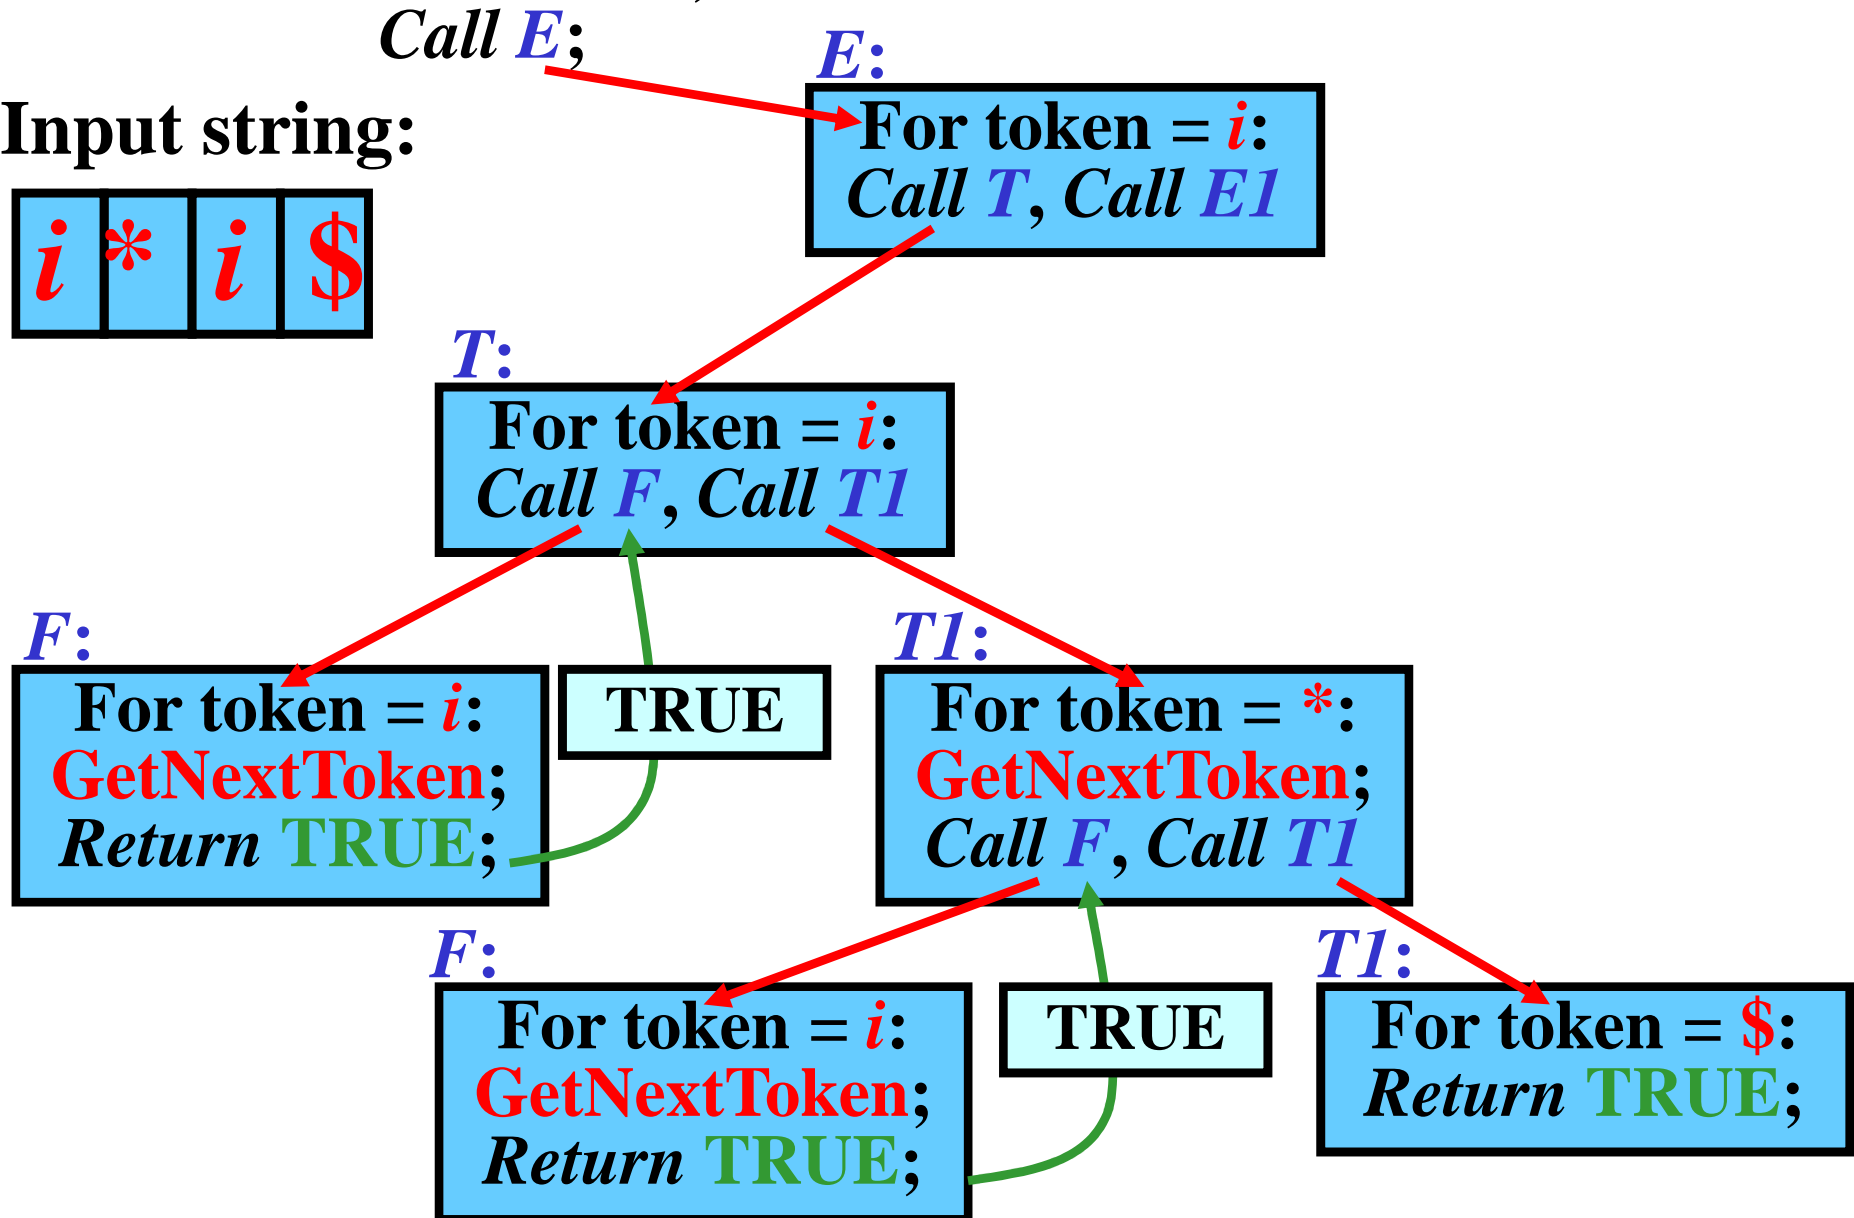 Call E;
E:
For token = i:
Call T, Call E1
Input string:
i * i $
T:
For token = i:
Call F, Call T1
F:
For token = i:
GetNextToken;
Return TRUE;
TRUE
T1:
For token = *:
GetNextToken;
Call F, Call T1
F:
For token = i:
GetNextToken;
Return TRUE;
TRUE
T1:
For token = $:
Return TRUE;